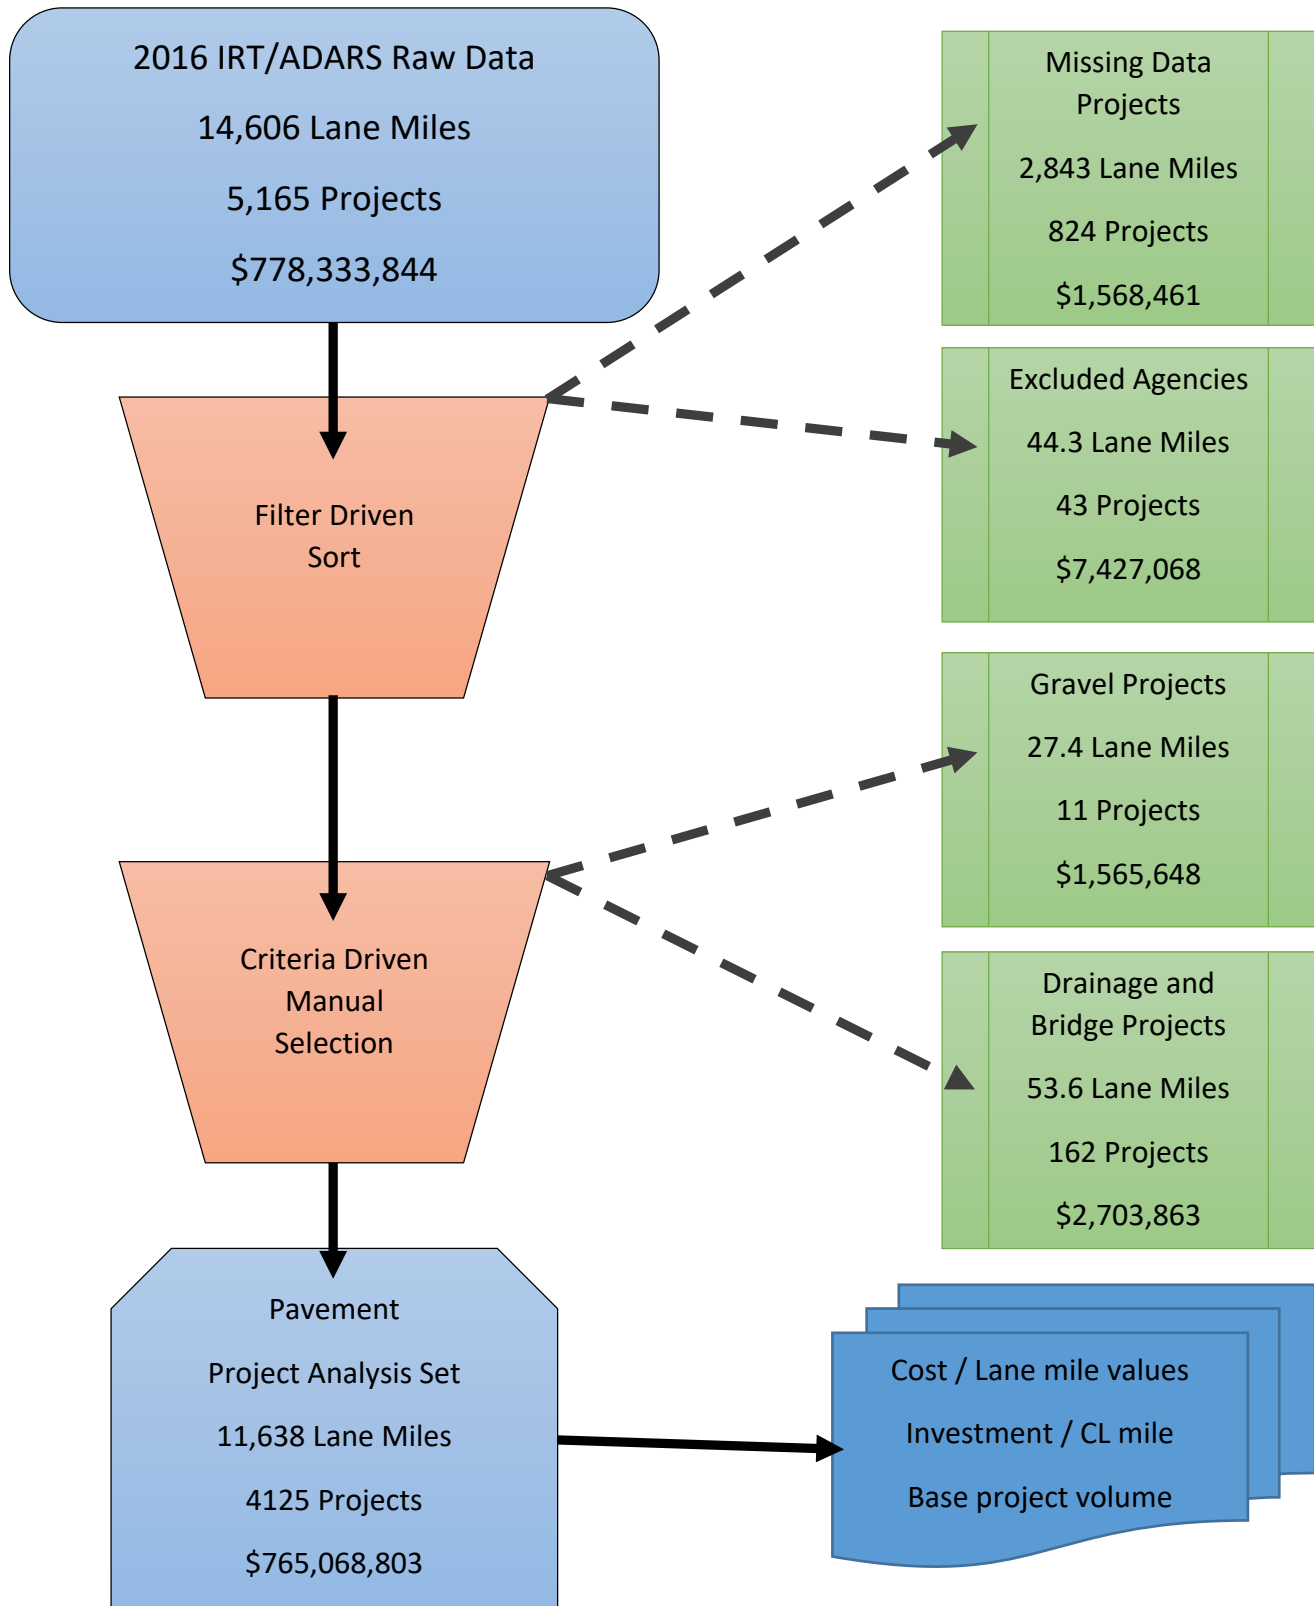 2016 IRT/ADARS Raw Data
14,606 Lane Miles
5,165 Projects
$778,333,844
Missing Data
Projects
2,843 Lane Miles
824 Projects
$1,568,461
Excluded Agencies
44.3 Lane Miles
43 Projects
$7,427,068
Filter Driven
Sort
Gravel Projects
27.4 Lane Miles
11 Projects
$1,565,648
Criteria Driven
Manual
Selection
Drainage and
Bridge Projects
53.6 Lane Miles
162 Projects
$2,703,863
Pavement
Project Analysis Set
11,638 Lane Miles
4125 Projects
$765,068,803
Cost / Lane mile values
Investment / CL mile
Base project volume